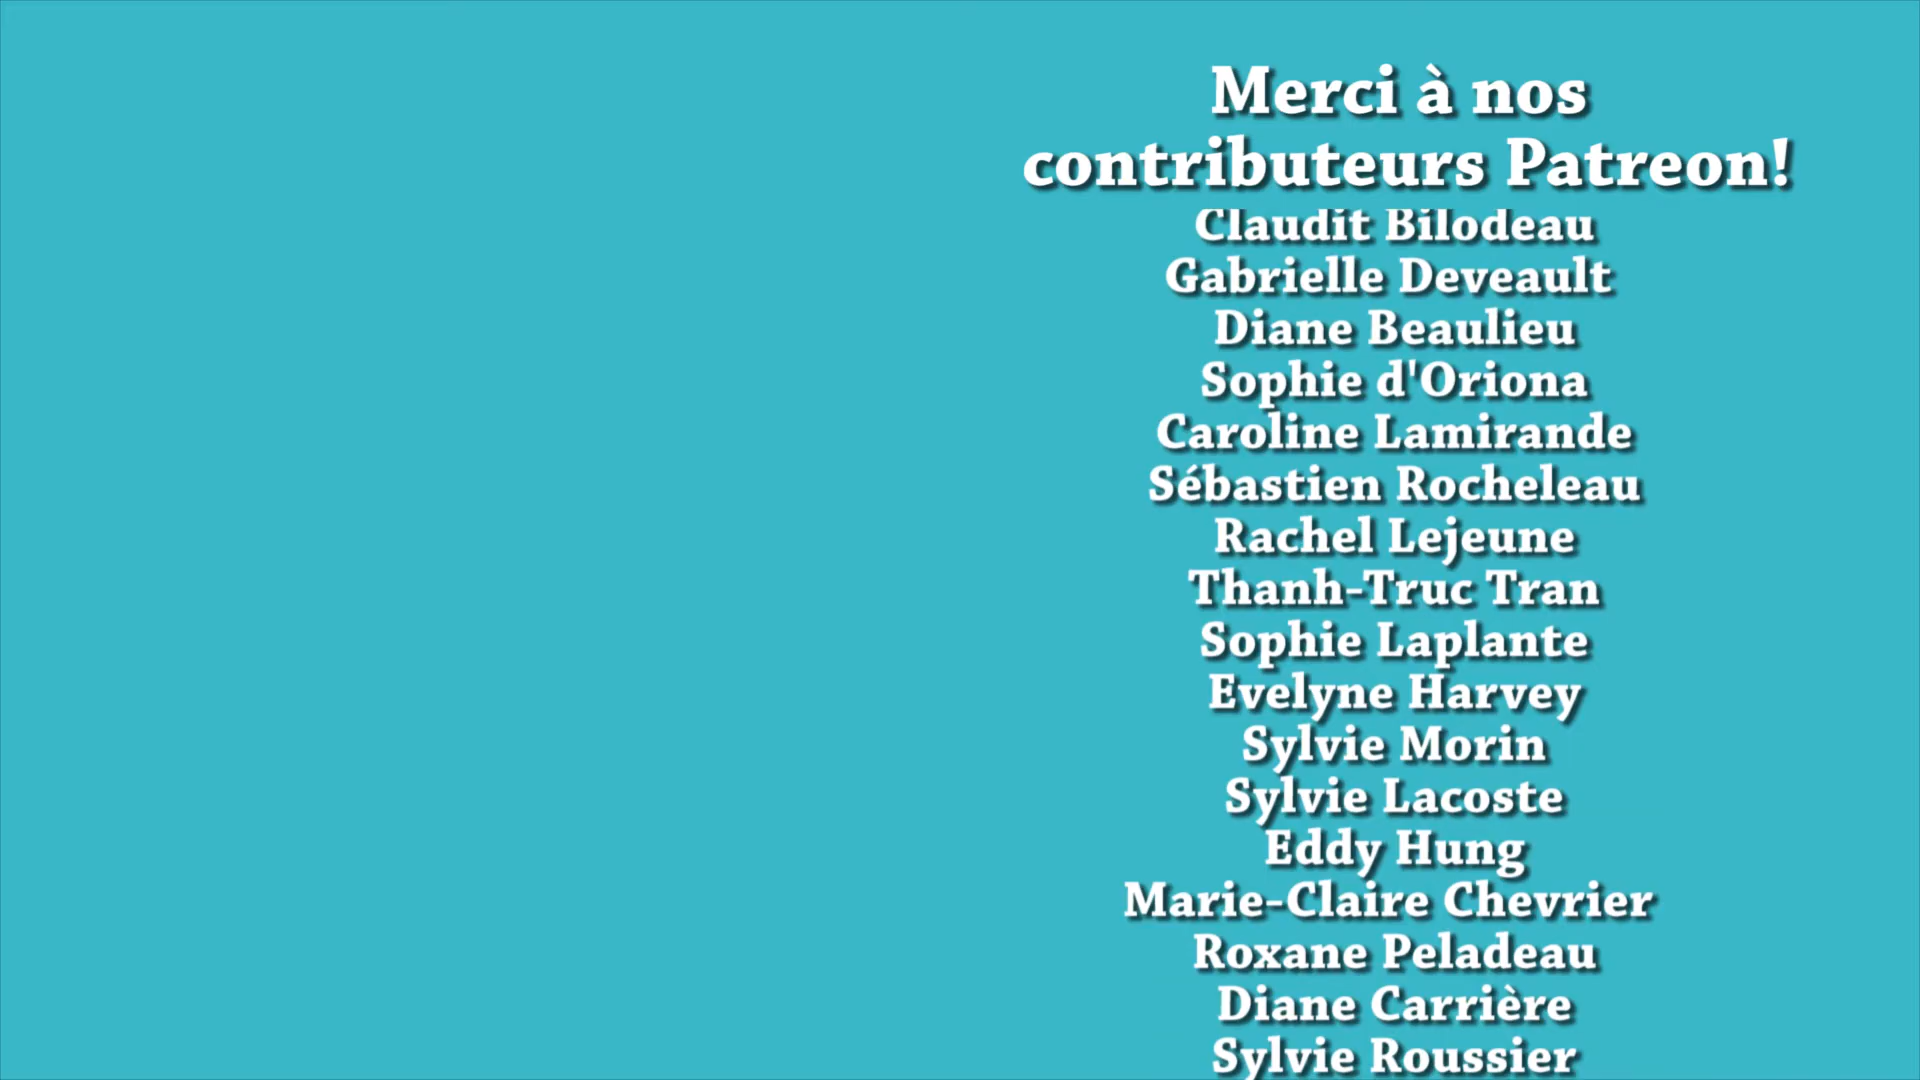 Merci à nos
contributeurs Patreon!
Claudit Bilodeau
Gabrielle Deveault
Diane Beaulieu
Sophie d'Oriona
Caroline Lamirande
Sébastien Rocheleau
Rachel Lejeune
Thanh-Truc Tran
Sophie Laplante
Evelyne Harvey
Sylvie Morin
Sylvie Lacoste
Eddy Hung
Marie-Claire Chevrier
Roxane Peladeau
Diane Carrière
Sylvie Roussier